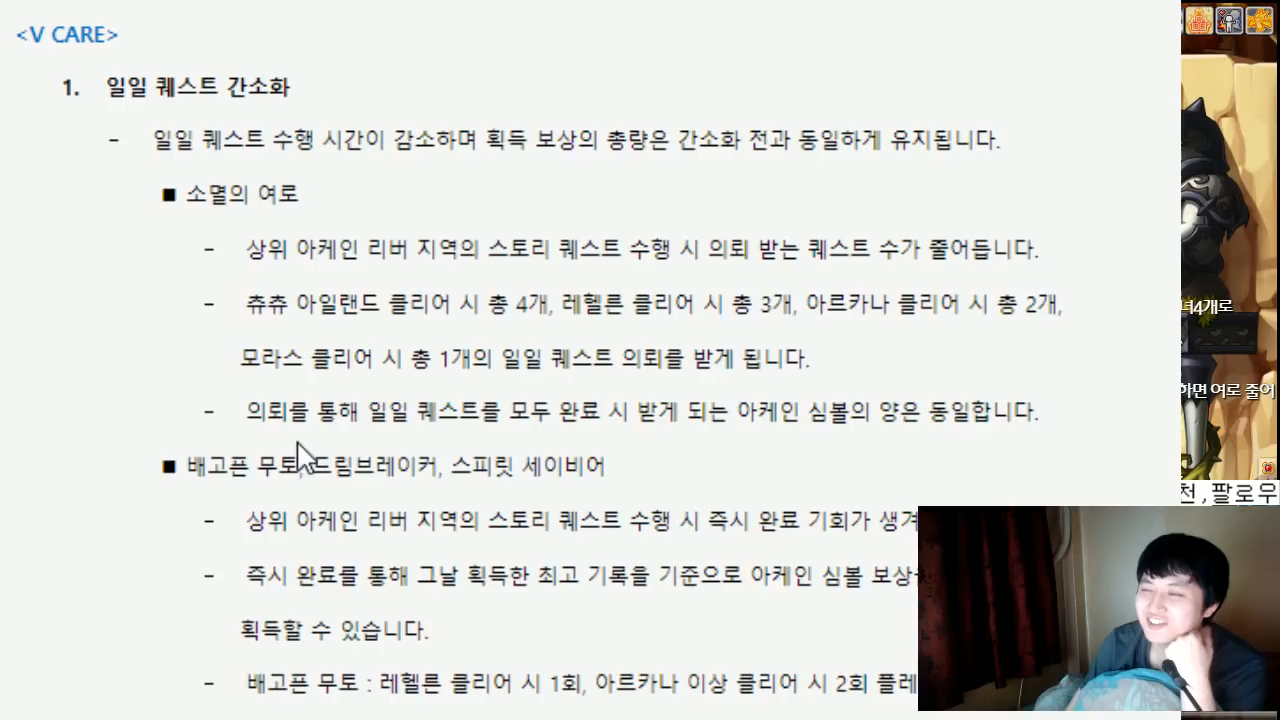 <V CARE>
1. 일일 퀘스트 간소화
- 일일 퀘스트 수행 시간이 감소하며 획득 보상의 총량은 간소화 전과 동일하게 유지됩니다.
■ 소멸의 여로
- 상위 아케인 리버 지역의 스토리 퀘스트 수행 시 의뢰 받는 퀘스트 수가 줄어듭니다.
- 츄츄 아일랜드 클리어 시 총 4개, 레헬른 클리어 시 총 3개, 아르카나 클리어 시 총 2개,
모라스 클리어 시 총 1개의 일일 퀘스트 의뢰를 받게 됩니다.
- 의뢰를 통해 일일 퀘스트를 모두 완료 시 받게 되는 아케인 심볼의 양은 동일합니다.
■ 배고픈 무토, 드림브레이커, 스피릿 세이비어
- 상위 아케인 리버 지역의 스토리 퀘스트 수행 시 즉시 완료 기회가 생겨
- 즉시 완료를 통해 그날 획득한 최고 기록을 기준으로 아케인 심볼 보상
획득할 수 있습니다.
- 배고픈 무토 : 레헬른 클리어 시 1회, 아르카나 이상 클리어 시 2회 플레
녀4개로
하면 여로 줄어
천,팔로우